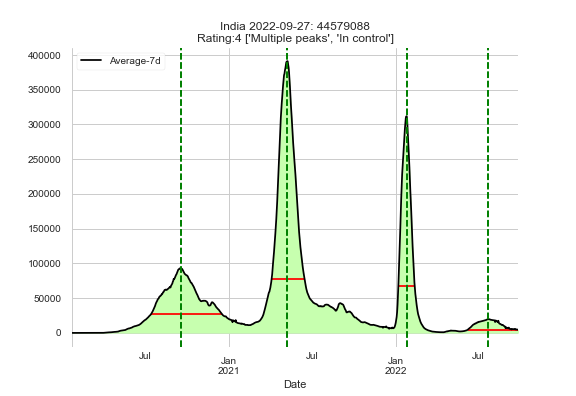 India 2022-09-27: 44579088
Rating:4 ['Multiple peaks', 'In control']
Average-7d
400000
350000
300000
250000
200000
150000
100000
50000
0
Jul
Jan
2021
Jul
Jan
2022
Jul
Date